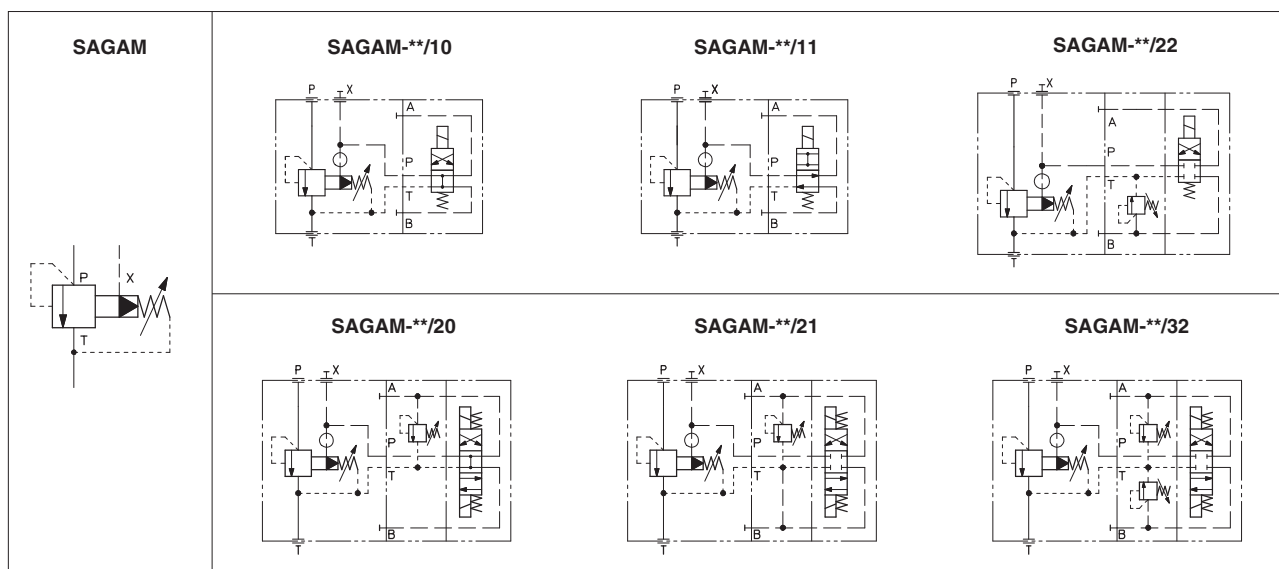 SAGAM
P
X
T
SAGAM-**/10
P
X
A
P
T
B
T
SAGAM-**/11
P
X
A
P
T
B
T
SAGAM-**/22
P
X
A
P
T
B
T
SAGAM-**/20
P
X
A
P
T
B
T
SAGAM-**/21
P
X
A
P
T
B
T
SAGAM-**/32
P
X
A
P
T
B
T